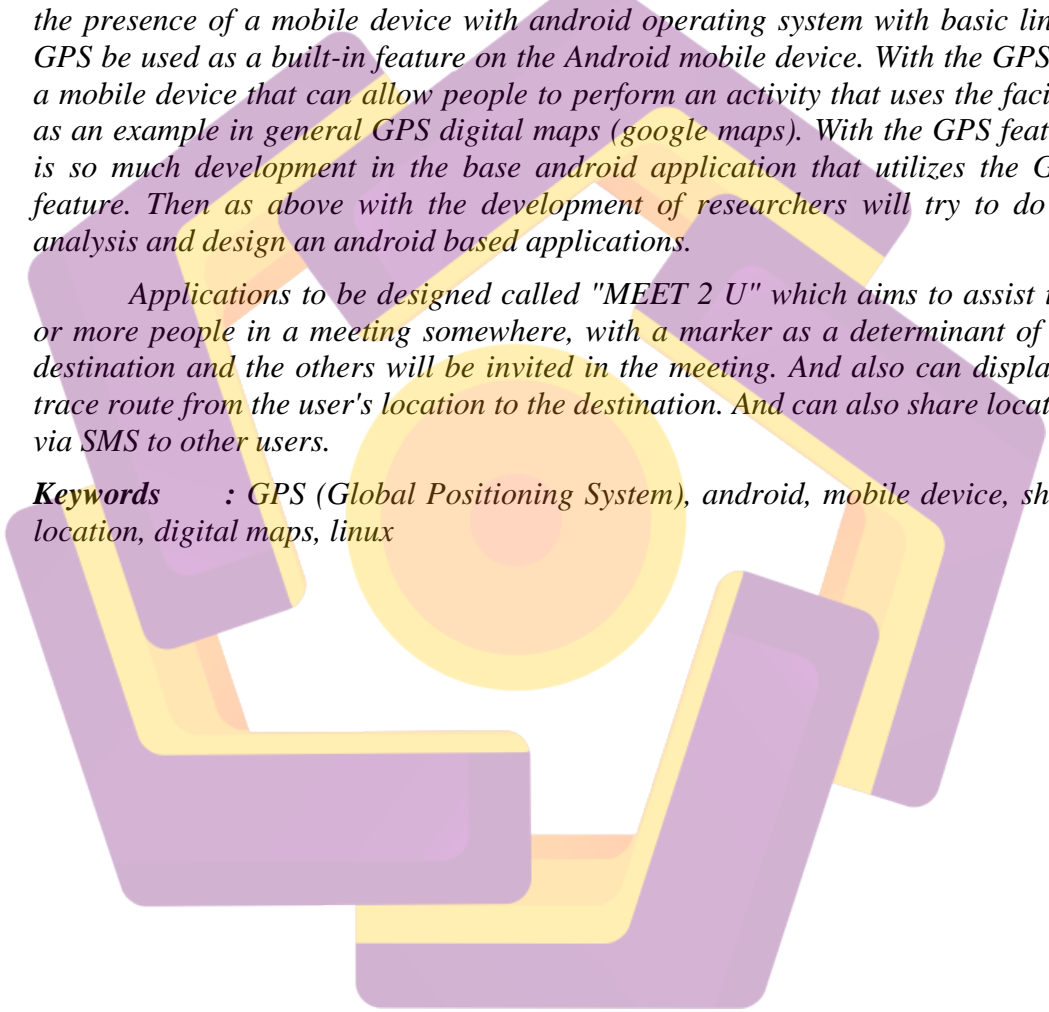 the presence of a mobile device with android operating system with basic lin
GPS be used as a built-in feature on the Android mobile device. With the GPS
a mobile device that can allow people to perform an activity that uses the faci
as an example in general GPS digital maps (google maps). With the GPS feat
is so much development in the base android application that utilizes the G
feature. Then as above with the development of researchers will try to do
analysis and design an android based applications.
Applications to be designed called "MEET 2 U" which aims to assist t
or more people in a meeting somewhere, with a marker as a determinant of
destination and the others will be invited in the meeting. And also can displa
trace route from the user's location to the destination. And can also share locat
via SMS to other users.
Keywords : GPS (Global Positioning System), android, mobile device, sh
location, digital maps, linux